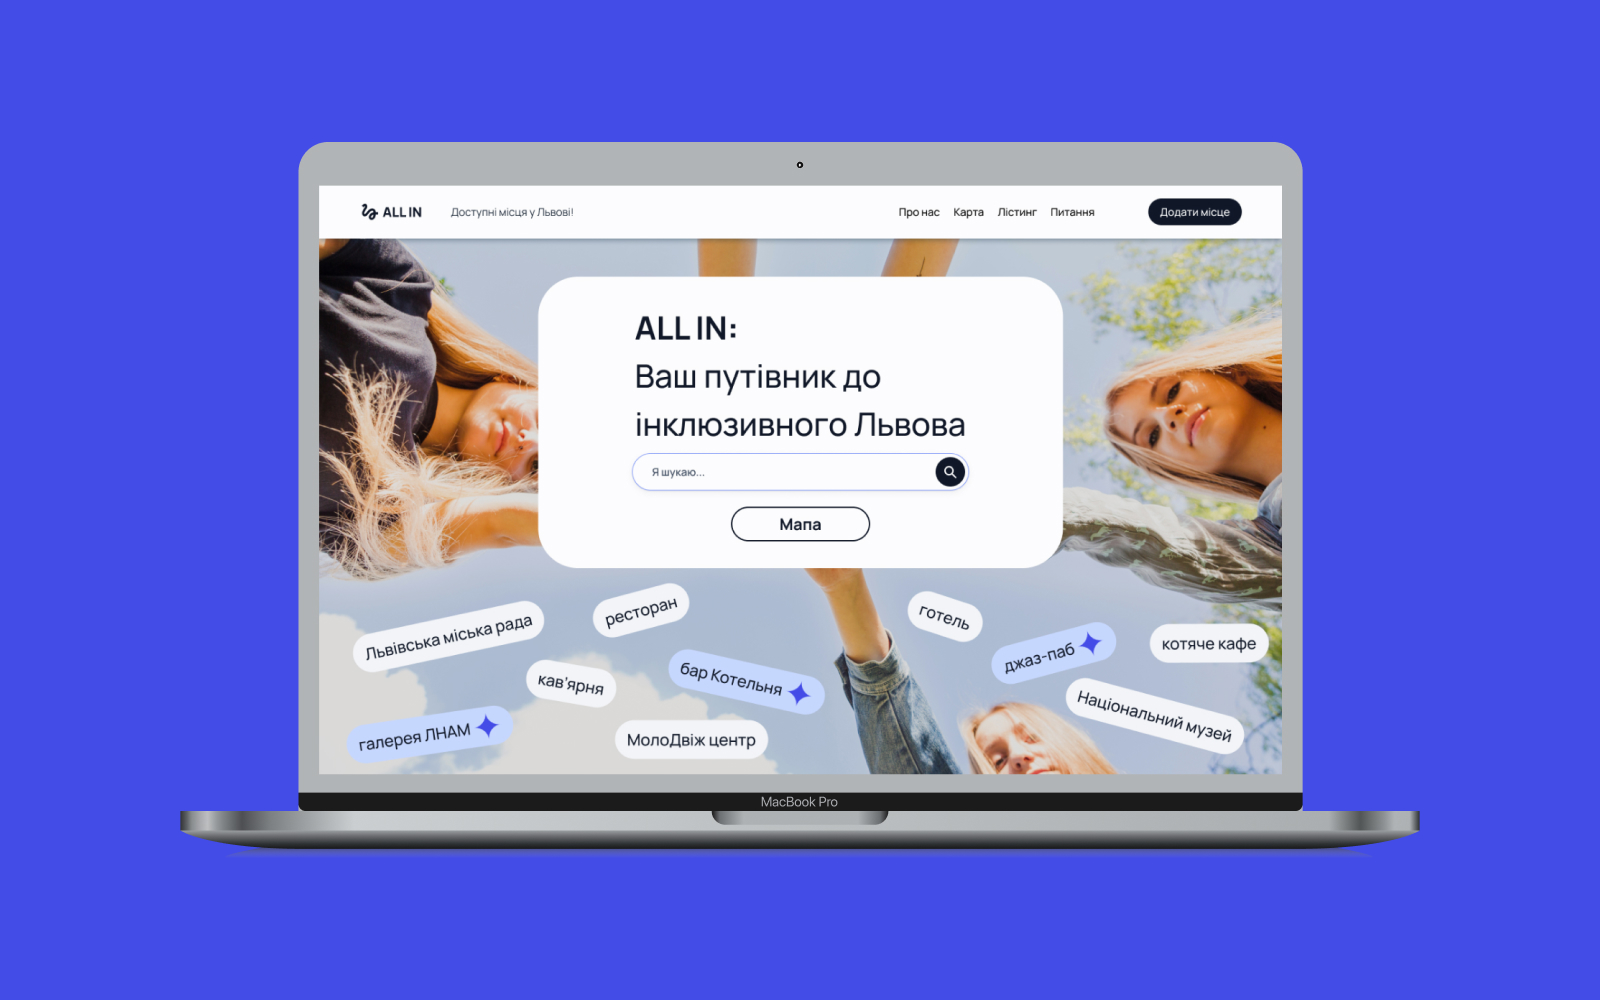 ALL IN
Доступні місця у Львові!
Про нас
Карта
Лістинг
Питання
Додати місце
ALL IN:
Ваш путівник до
інклюзивного Львова
Я шукаю...
Мапа
Львівська міська рада
ресторан
готель
котяче кафе
кав'ярня
бар Котельня
джаз-паб
Національний музей
галерея ЛНАМ
МолоДвіж центр
MacBook Pro